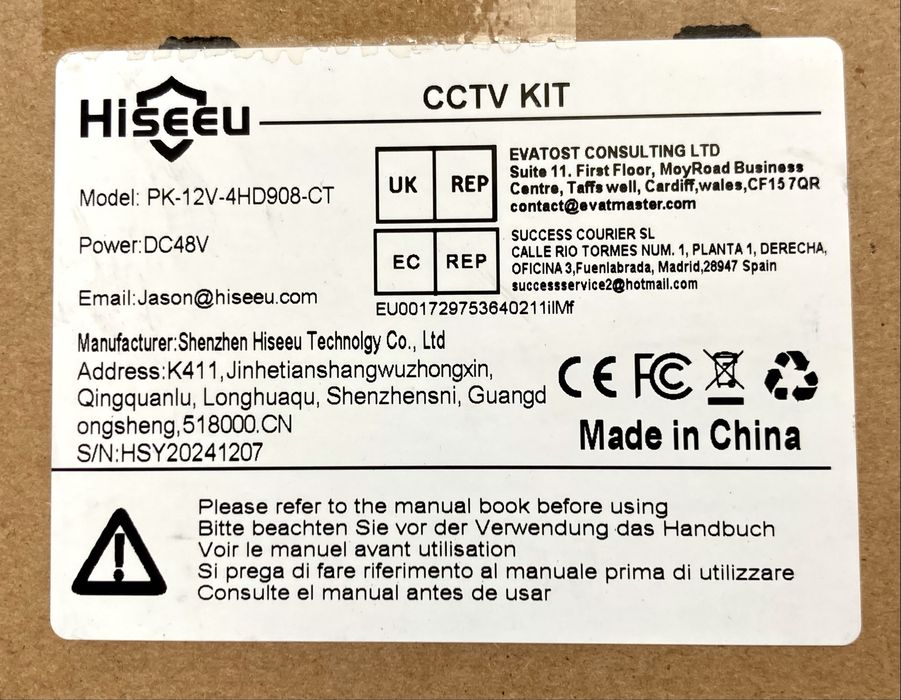 Hiseeu
CCTV KIT
Model: PK-12V-4HD908-CT
Power:DC48V
Email:Jason@hiseeu.com
UK REP
EVATOST CONSULTING LTD
Suite 11. First Floor, MoyRoad Business
Centre, Taffs well, Cardiff,wales,CF15 7QR
contact@evatmaster.com
EC REP
SUCCESS COURIER SL
CALLE RIO TORMES NUM. 1, PLANTA 1, DERECHA,
OFICINA 3,Fuenlabrada, Madrid,28947 Spain
successservice2@hotmail.com
EU001729753640211ilMf
Manufacturer:Shenzhen Hiseeu Technolgy Co., Ltd
Address:K411,Jinhetianshangwuzhongxin,
Qingquanlu, Longhuaqu, Shenzhensni, Guangd
ongsheng,518000.CN
S/N:HSY20241207
CE FC
Made in China
Please refer to the manual book before using
Bitte beachten Sie vor der Verwendung das Handbuch
Voir le manuel avant utilisation
Si prega di fare riferimento al manuale prima di utilizzare
Consulte el manual antes de usar